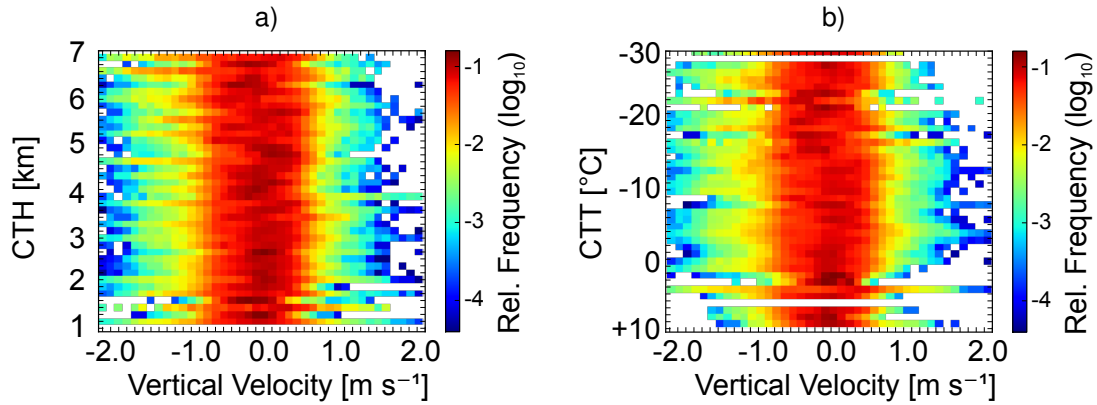 a)
CTH [km]
7
6
5
4
3
2
1
-2.0 -1.0 0.0 1.0 2.0
Vertical Velocity [m s⁻¹]
-1
-2
-3
-4
Rel. Frequency (log₁₀)
b)
CTT [°C]
-30
-20
-10
0
+10
-2.0 -1.0 0.0 1.0 2.0
Vertical Velocity [m s⁻¹]
-1
-2
-3
-4
Rel. Frequency (log₁₀)